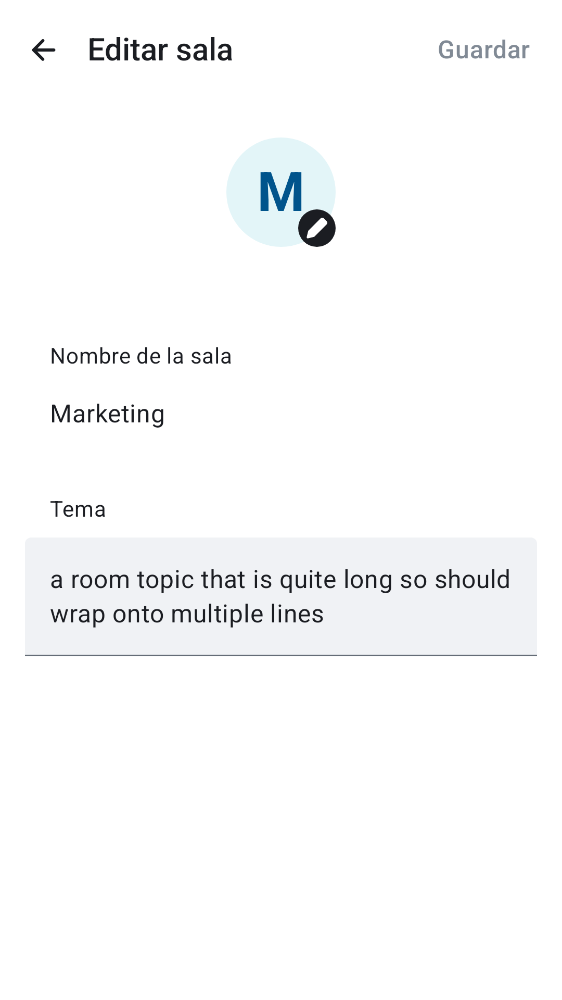 Editar sala
Guardar
M
Nombre de la sala
Marketing
Tema
a room topic that is quite long so should
wrap onto multiple lines